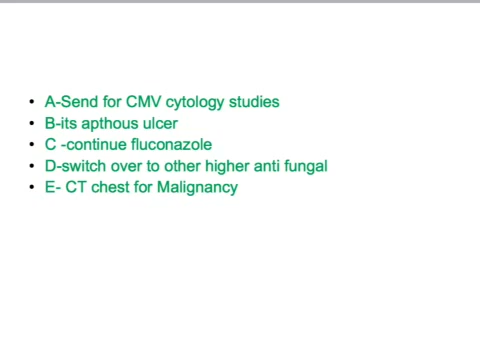 • A-Send for CMV cytology studies
• B-its apthous ulcer
• C -continue fluconazole
• D-switch over to other higher anti fungal
• E- CT chest for Malignancy